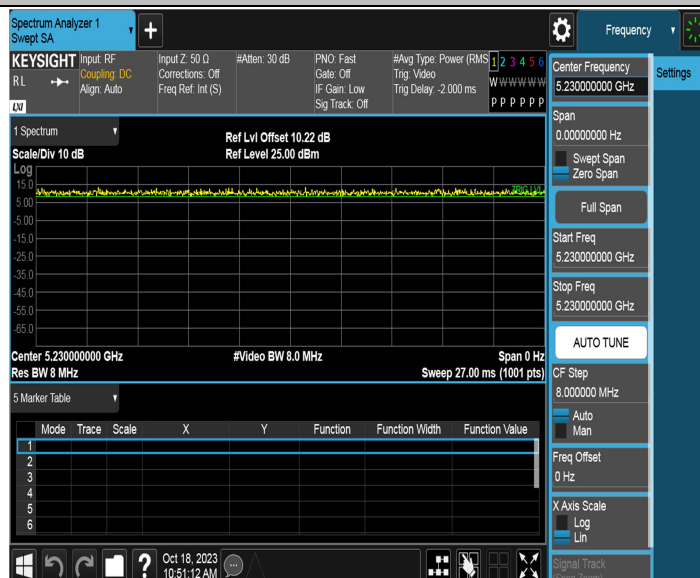 Spectrum Analyzer 1
Swept SA
Frequency
KEYSIGHT
RL
LXI
Input: RF
Coupling: DC
Align: Auto
Input Z: 50 Ω
Corrections: Off
Freq Ref: Int (S)
#Atten: 30 dB
PNO: Fast
Gate: Off
IF Gain: Low
Sig Track: Off
#Avg Type: Power (RMS
Trig: Video
Trig Delay: -2.000 ms
1 2 3 4 5 6
W W W W W W
P P P P P P
1 Spectrum
Scale/Div 10 dB
Ref Lvl Offset 10.22 dB
Ref Level 25.00 dBm
Log
15.0
5.00
-5.00
-15.0
-25.0
-35.0
-45.0
-55.0
-65.0
TRIG LVL
Center 5.230000000 GHz
Res BW 8 MHz
#Video BW 8.0 MHz
Span 0 Hz
Sweep 27.00 ms (1001 pts)
5 Marker Table
Mode Trace Scale X Y Function Function Width Function Value
1
2
3
4
5
6
Oct 18, 2023
10:51:12 AM
Center Frequency
5.230000000 GHz
Settings
Span
0.00000000 Hz
Swept Span
Zero Span
Full Span
Start Freq
5.230000000 GHz
Stop Freq
5.230000000 GHz
AUTO TUNE
CF Step
8.000000 MHz
Auto
Man
Freq Offset
0 Hz
X Axis Scale
Log
Lin
Signal Track